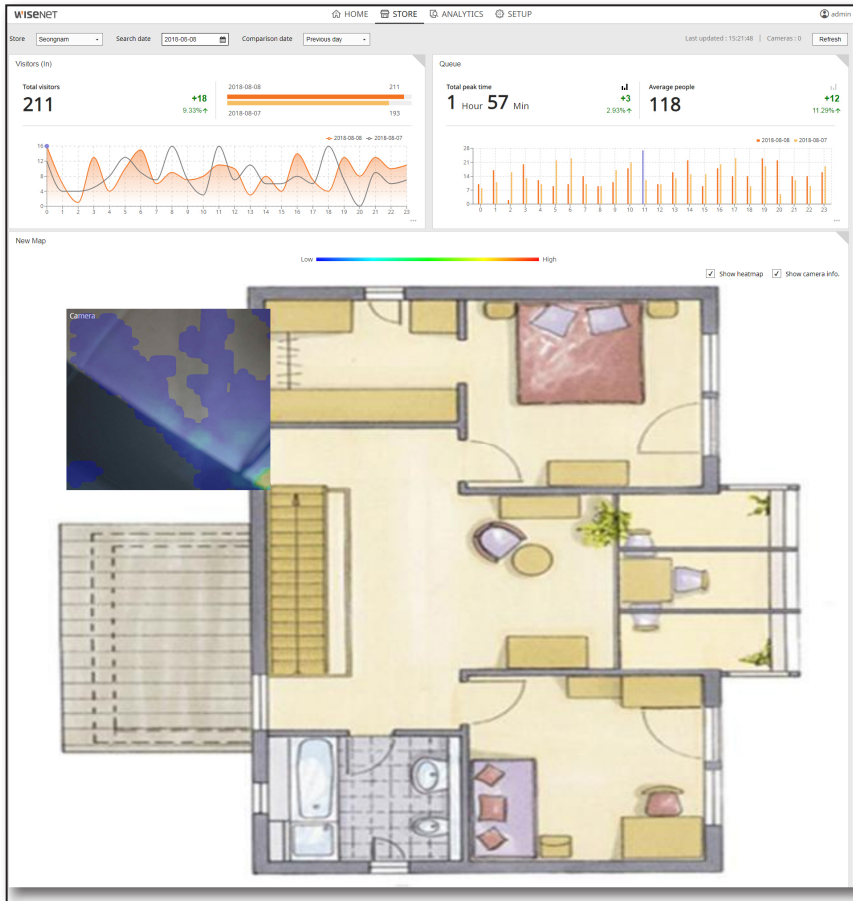 WISENET HOME STORE ANALYTICS SETUP admin
Store Seongnam Search date 2018-08-08 Comparison date Previous day Last updated : 15:21:48 | Cameras : 0 Refresh
Visitors (In)
Total visitors
211
+18
9.33%↑
2018-08-08 211
2018-08-07 193
2018-08-08 2018-08-07
16
12
8
4
0
0 1 2 3 4 5 6 7 8 9 10 11 12 13 14 15 16 17 18 19 20 21 22 23
...
Queue
Total peak time
1 Hour 57 Min
+3
2.93%↑
Average people
118
+12
11.29%↑
2018-08-08 2018-08-07
28
21
14
7
0
0 1 2 3 4 5 6 7 8 9 10 11 12 13 14 15 16 17 18 19 20 21 22 23
...
New Map
Low High
Show heatmap Show camera info.
Camera